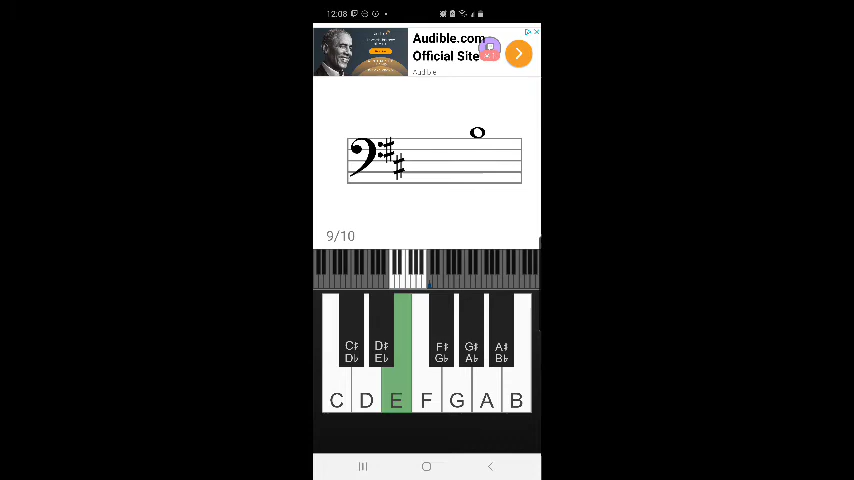 12:08
Audible.com
Official Site
Audible
9/10
C♯ D♯ F♯ G♯ A♯
D♭ E♭ G♭ A♭ B♭
C D E F G A B